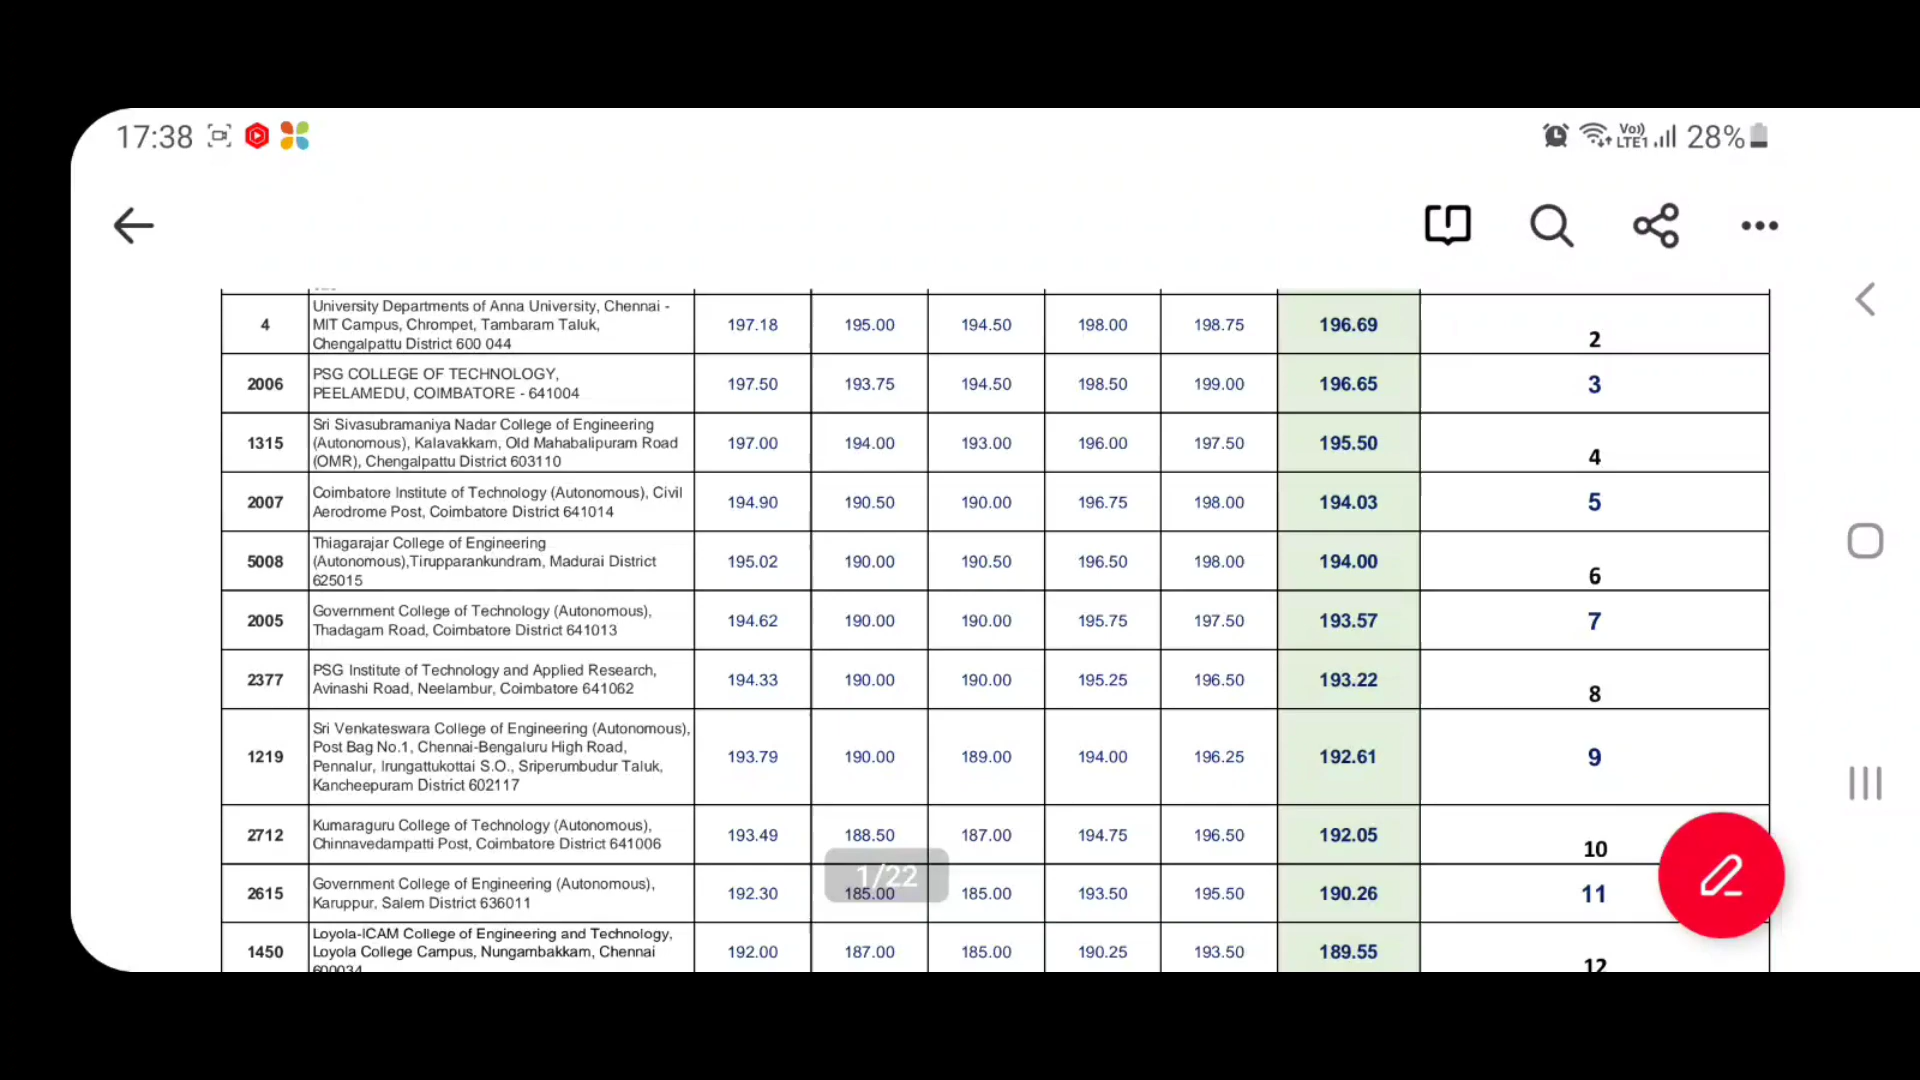 17:38
Vo)) LTE1 28%
4 University Departments of Anna University, Chennai - 197.18 195.00 194.50 198.00 198.75 196.69 2
MIT Campus, Chrompet, Tambaram Taluk,
Chengalpattu District 600 044
2006 PSG COLLEGE OF TECHNOLOGY, 197.50 193.75 194.50 198.50 199.00 196.65 3
PEELAMEDU, COIMBATORE - 641004
1315 Sri Sivasubramaniya Nadar College of Engineering 197.00 194.00 193.00 196.00 197.50 195.50 4
(Autonomous), Kalavakkam, Old Mahabalipuram Road
(OMR), Chengalpattu District 603110
2007 Coimbatore Institute of Technology (Autonomous), Civil 194.90 190.50 190.00 196.75 198.00 194.03 5
Aerodrome Post, Coimbatore District 641014
5008 Thiagarajar College of Engineering 195.02 190.00 190.50 196.50 198.00 194.00 6
(Autonomous),Tirupparankundram, Madurai District
625015
2005 Government College of Technology (Autonomous), 194.62 190.00 190.00 195.75 197.50 193.57 7
Thadagam Road, Coimbatore District 641013
2377 PSG Institute of Technology and Applied Research, 194.33 190.00 190.00 195.25 196.50 193.22 8
Avinashi Road, Neelambur, Coimbatore 641062
1219 Sri Venkateswara College of Engineering (Autonomous), 193.79 190.00 189.00 194.00 196.25 192.61 9
Post Bag No.1, Chennai-Bengaluru High Road,
Pennalur, Irungattukottai S.O., Sriperumbudur Taluk,
Kancheepuram District 602117
2712 Kumaraguru College of Technology (Autonomous), 193.49 188.50 187.00 194.75 196.50 192.05 10
Chinnavedampatti Post, Coimbatore District 641006
1/22
2615 Government College of Engineering (Autonomous), 192.30 185.00 185.00 193.50 195.50 190.26 11
Karuppur, Salem District 636011
1450 Loyola-ICAM College of Engineering and Technology, 192.00 187.00 185.00 190.25 193.50 189.55 12
Loyola College Campus, Nungambakkam, Chennai
600034